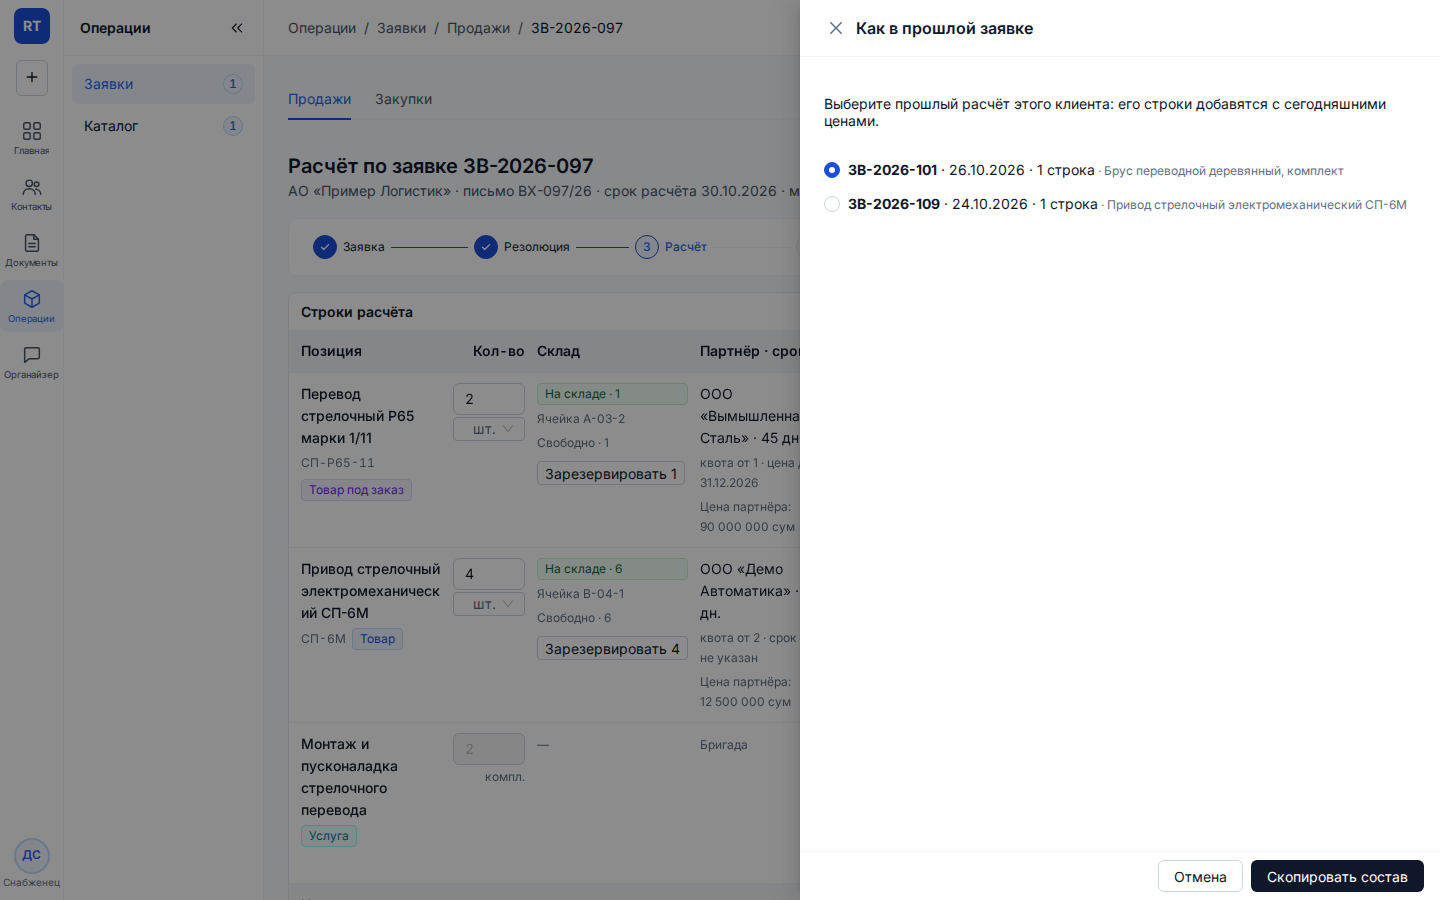 RT
Главная
Контакты
Документы
Операции
Органайзер
ДС
Снабженец
Операции
Заявки 1
Каталог 1
Операции / Заявки / Продажи / ЗВ-2026-097
Продажи Закупки
Расчёт по заявке ЗВ-2026-097
АО «Пример Логистик» · письмо ВХ-097/26 · срок расчёта 30.10.2026 ·
Заявка Резолюция 3 Расчёт
Строки расчёта
Позиция Кол-во Склад Партнёр ·
Перевод
стрелочный Р65
марки 1/11
СП-Р65-11
Товар под заказ
2
шт.
На складе · 1
Ячейка A-03-2
Свободно · 1
Зарезервировать 1
ООО
Сталь» · 45
квота от 1 · цена
31.12.2026
Цена партнёра:
90 000 000 сум
Привод стрелочный
электромеханическ
ий СП-6М
СП-6М Товар
4
шт.
На складе · 6
Ячейка B-04-1
Свободно · 6
Зарезервировать 4
ООО «Демо
Автоматика» ·
дн.
квота от 2 · срок
не указан
Цена партнёра:
12 500 000 сум
Монтаж и
пусконаладка
стрелочного
перевода
Услуга
2
компл.
—
Бригада
Как в прошлой заявке
Выберите прошлый расчёт этого клиента: его строки добавятся с сегодняшними
ценами.
ЗВ-2026-101 · 26.10.2026 · 1 строка · Брус переводной деревянный, комплект
ЗВ-2026-109 · 24.10.2026 · 1 строка · Привод стрелочный электромеханический СП-6М
Отмена Скопировать состав